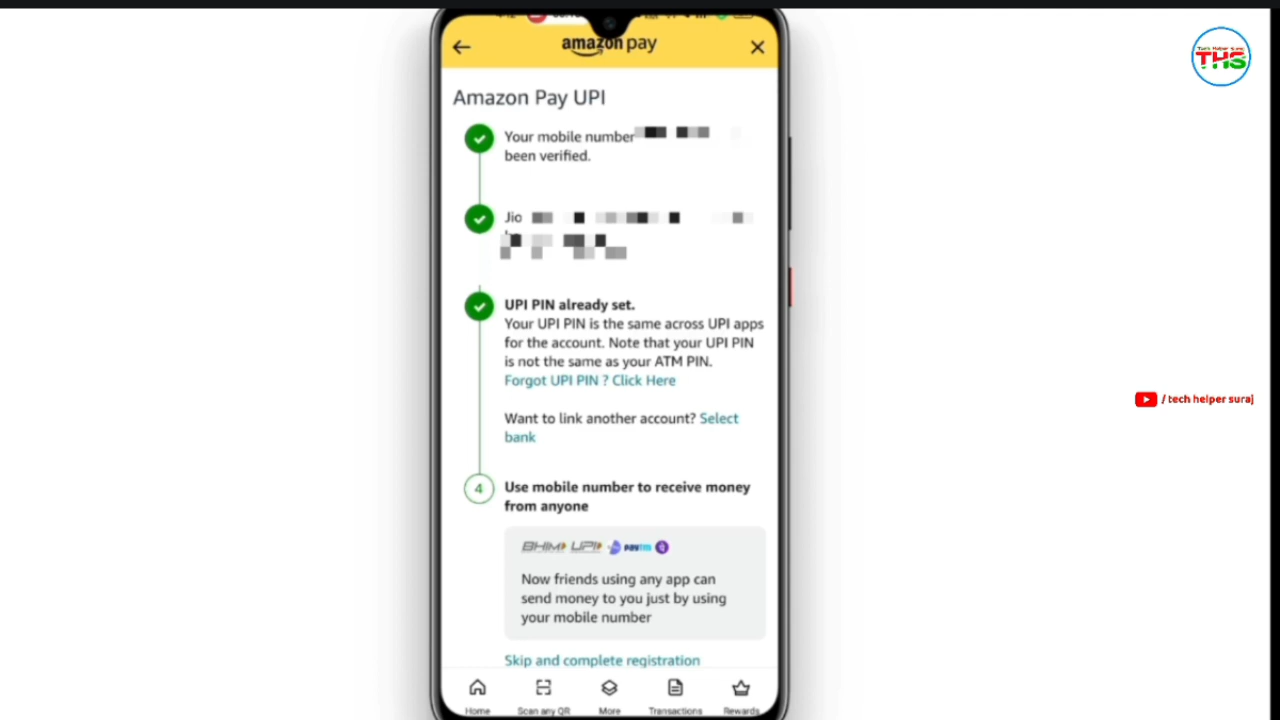 amazon pay
Tech Helper Suraj
THS
Amazon Pay UPI
Your mobile number
been verified.
Jio
UPI PIN already set.
Your UPI PIN is the same across UPI apps
for the account. Note that your UPI PIN
is not the same as your ATM PIN.
Forgot UPI PIN ? Click Here
/ tech helper suraj
Want to link another account? Select
bank
4
Use mobile number to receive money
from anyone
BHIM UPI paytm
Now friends using any app can
send money to you just by using
your mobile number
Skip and complete registration
Home Scan any QR More Transactions Rewards